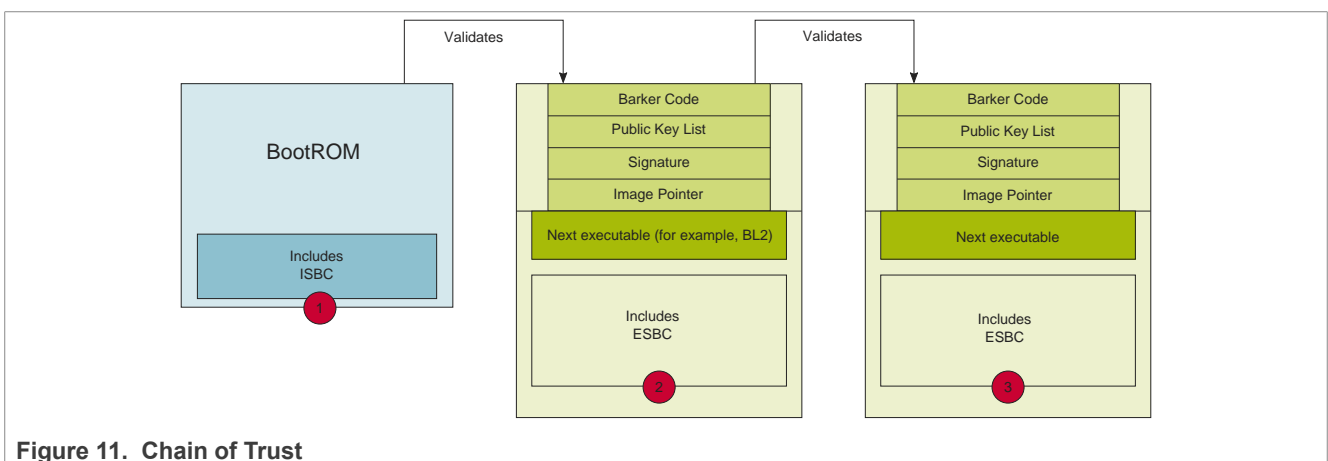 Validates
Validates
BootROM
Includes
ISBC
1
Barker Code
Public Key List
Signature
Image Pointer
Next executable (for example, BL2)
Includes
ESBC
2
Barker Code
Public Key List
Signature
Image Pointer
Next executable
Includes
ESBC
3
Figure 11. Chain of Trust